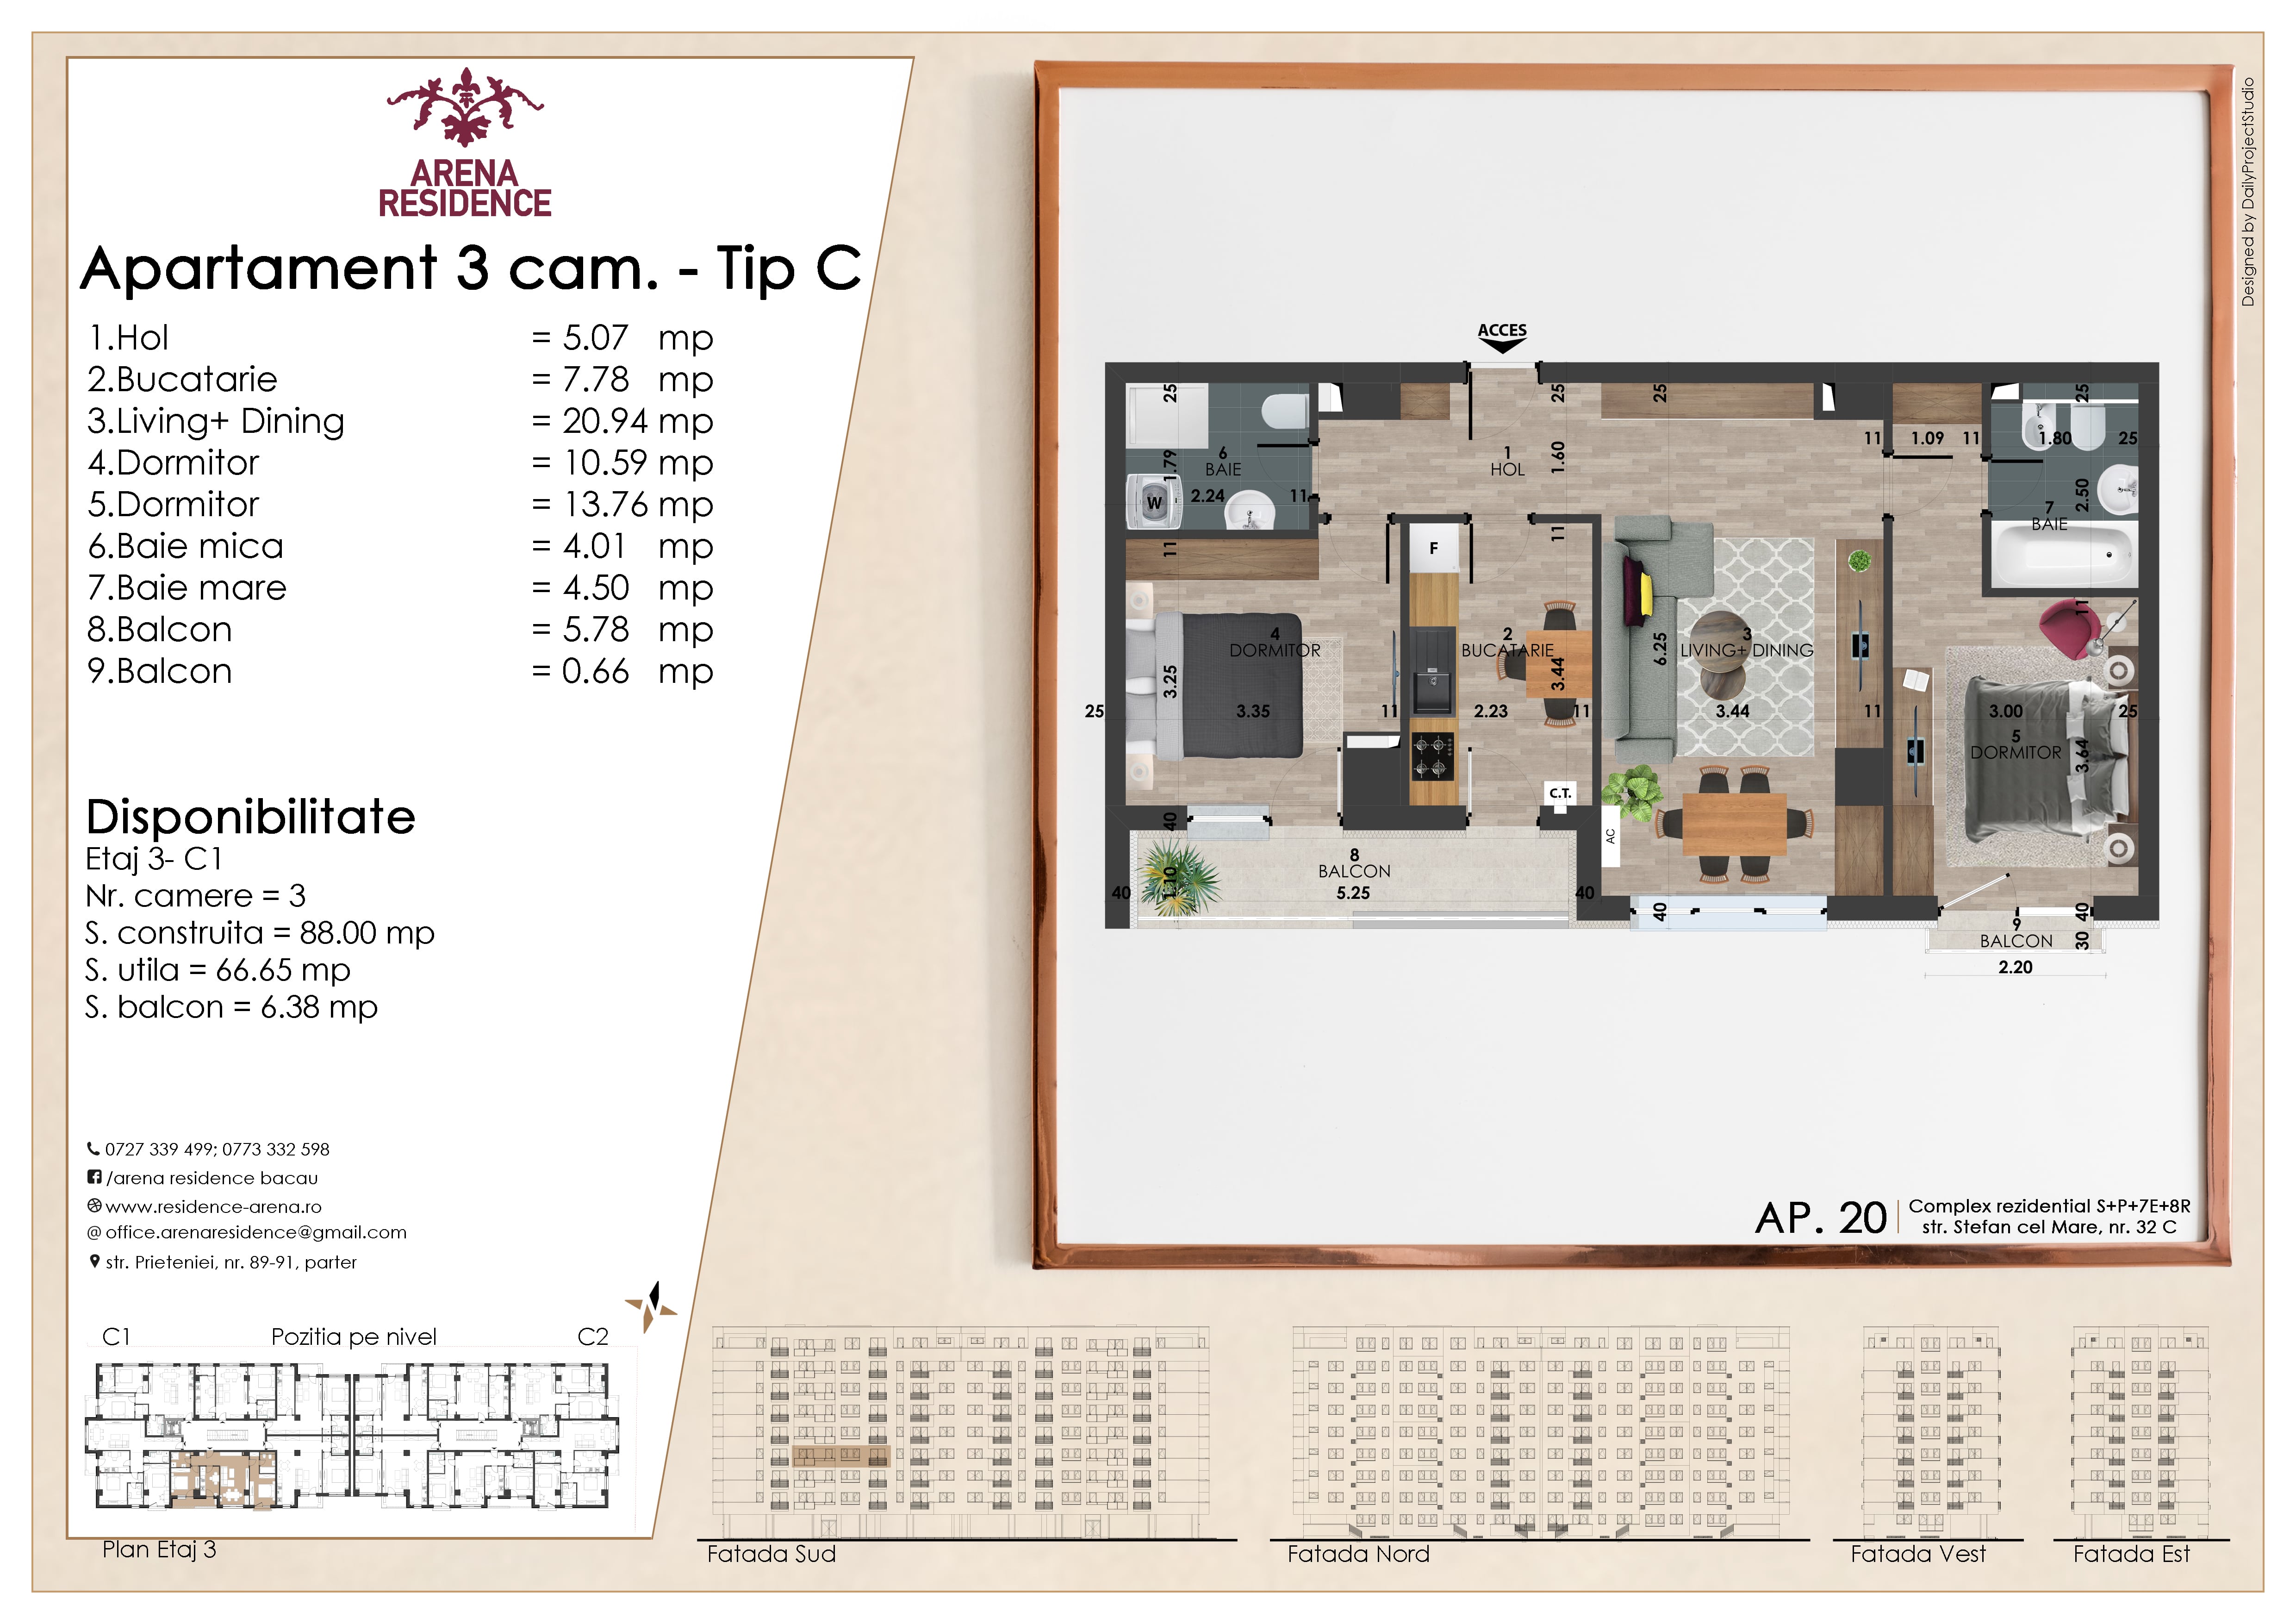 ARENA
RESIDENCE
Apartament 3 cam. - Tip C
1.Hol = 5.07 mp
2.Bucatarie = 7.78 mp
3.Living+ Dining = 20.94 mp
4.Dormitor = 10.59 mp
5.Dormitor = 13.76 mp
6.Baie mica = 4.01 mp
7.Baie mare = 4.50 mp
8.Balcon = 5.78 mp
9.Balcon = 0.66 mp
Disponibilitate
Etaj 3- C1
Nr. camere = 3
S. construita = 88.00 mp
S. utila = 66.65 mp
S. balcon = 6.38 mp
0727 339 499; 0773 332 598
/arena residence bacau
www.residence-arena.ro
@ office.arenaresidence@gmail.com
str. Prieteniei, nr. 89-91, parter
C1 Pozitia pe nivel C2
Plan Etaj 3
Designed by DailyProjectStudio
ACCES
25 25 25 25
11 1.09 11 1.80 25
6
BAIE
1.79
2.24 11
W
1
HOL
1.60
7
BAIE
2.50
11 11 11
F
4
DORMITOR
2
BUCATARIE
3
LIVING+ DINING
3.25 3.44 6.25
25 3.35 11 2.23 11 3.44 11 3.00 25
5
DORMITOR
3.64
C.T.
AC
40
8
BALCON
1.10
40 5.25 40
40 40
9
BALCON
30
2.20
AP. 20
Complex rezidential S+P+7E+8R
str. Stefan cel Mare, nr. 32 C
Fatada Sud
Fatada Nord
Fatada Vest
Fatada Est